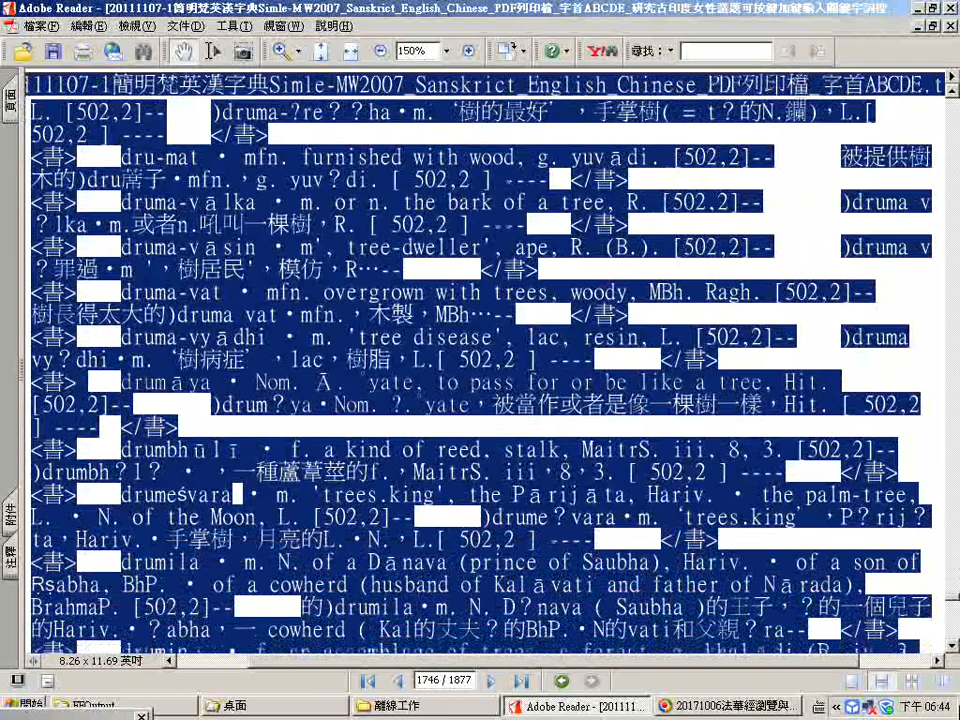 Adobe Reader - [20111107-1簡明梵英漢字典Simle-MW2007_Sanskrict_English_Chinese_PDF列印檔_字首ABCDE_研究古印度女性議題可按
檔案(F) 編輯(E) 檢視(V) 文件(D) 工具(T) 視窗(W) 說明(H)
150% 尋找：
11107-1簡明梵英漢字典Simle-MW2007_Sanskrict_English_Chinese_PDF列印檔_字首ABCDE.t
L. [502,2]-- )druma-?re??ha‧m.‘樹的最好’，手掌樹( = t？的N.鑭)，L.[
502,2 ] ---- </書>
<書> dru-mat ‧ mfn. furnished with wood, g. yuvādi. [502,2]-- 被提供樹
木的)dru蓆子‧mfn.，g. yuv？di. [ 502,2 ] ---- </書>
<書> druma-vālka ‧ m. or n. the bark of a tree, R. [502,2]-- )druma v
？lka‧m.或者n.吼叫一棵樹，R. [ 502,2 ] ---- </書>
<書> druma-vāsin ‧ m', tree-dweller', ape, R. (B.). [502,2]-- )druma v
？罪過‧m '，樹居民'，模仿，R…-- </書>
<書> druma-vat ‧ mfn. overgrown with trees, woody, MBh. Ragh. [502,2]--
樹長得太大的)druma vat‧mfn.，木製，MBh…-- </書>
<書> druma-vyādhi ‧ m. 'tree disease', lac, resin, L. [502,2]-- )druma
vy？dhi‧m.‘樹病症’，lac，樹脂，L.[ 502,2 ] ---- </書>
<書> drumāya ‧ Nom. Ā. ˚yate, to pass for or be like a tree, Hit.
[502,2]-- )drum？ya‧Nom. ?.˚yate，被當作或者是像一棵樹一樣，Hit. [ 502,2
] ---- </書>
<書> drumbhūlī ‧ f. a kind of reed, stalk, MaitrS. iii, 8, 3. [502,2]--
)drumbh？l？ ‧ ，一種蘆葦莖的f.，MaitrS. iii，8，3. [ 502,2 ] ---- </書>
<書> drumeśvara ‧ m. 'trees.king', the Pārijāta, Hariv. ‧ the palm-tree,
L. ‧ N. of the Moon, L. [502,2]-- )drume？vara‧m.‘trees.king’，P？rij？
ta，Hariv.‧手掌樹，月亮的L.‧N.，L.[ 502,2 ] ---- </書>
<書> drumila ‧ m. N. of a Dānava (prince of Saubha), Hariv. ‧ of a son of
Ṛṣabha, BhP. ‧ of a cowherd (husband of Kalāvati and father of Nārada),
BrahmaP. [502,2]-- 的)drumila‧m. N. D？nava ( Saubha )的王子，？的一個兒子
的Hariv.‧？abha，一 cowherd ( Kal的丈夫？的BhP.‧N的vati和父親？ra-- </書>
頁面
附件
注釋
8.26 x 11.69 英吋
1746 / 1877
開始
桌面
離線工作
Adobe Reader - [2011...
20171006法華經瀏覽與...
下午 06:44